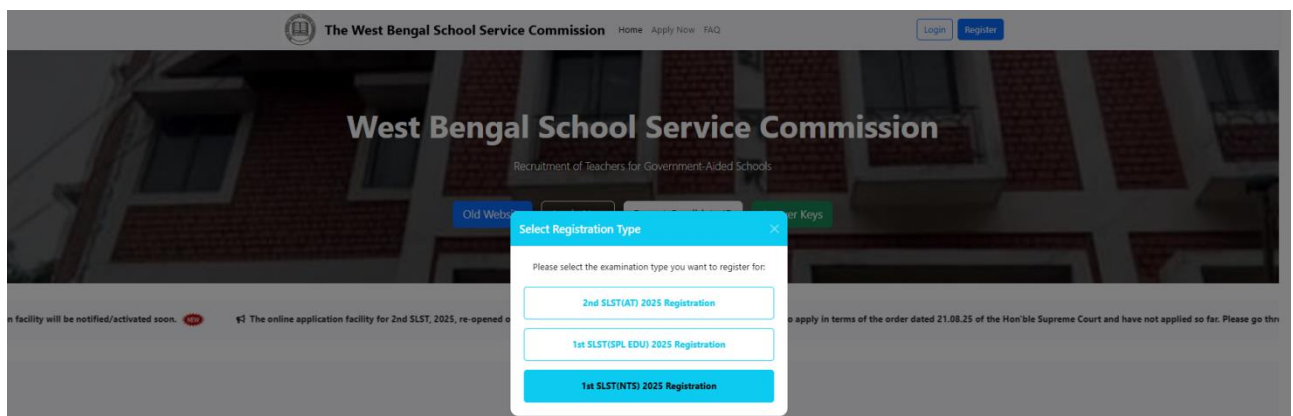 The West Bengal School Service Commission Home Apply Now FAQ Login Register
West Bengal School Service Commission
Recruitment of Teachers for Government-Aided Schools
Old Keys
Select Registration Type
Please select the examination type you want to register for:
2nd SLST(AT) 2025 Registration
n facility will be notified/activated soon. NEW The online application facility for 2nd SLST, 2025, re-opened o apply in terms of the order dated 21.08.25 of the Hon'ble Supreme Court and have not applied so far. Please go
1st SLST(SPL EDU) 2025 Registration
1st SLST(NTS) 2025 Registration